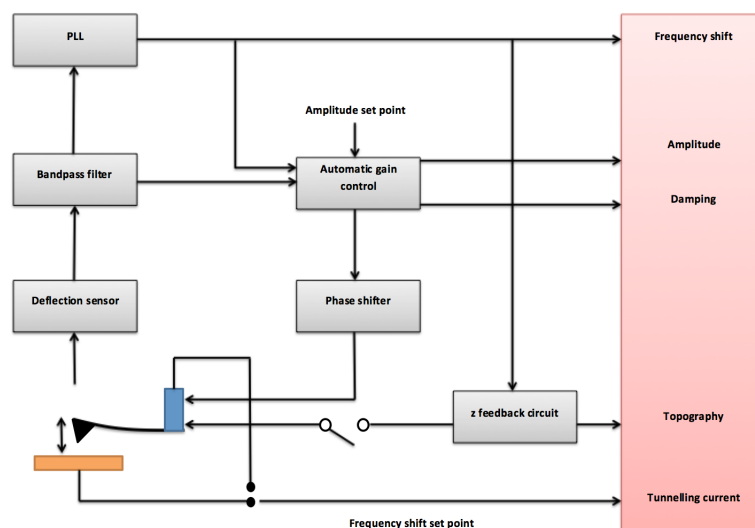 PLL
Frequency shift
Amplitude set point
Amplitude
Bandpass filter
Automatic gain
control
Damping
Deflection sensor
Phase shifter
z feedback circuit
Topography
Tunnelling current
Frequency shift set point